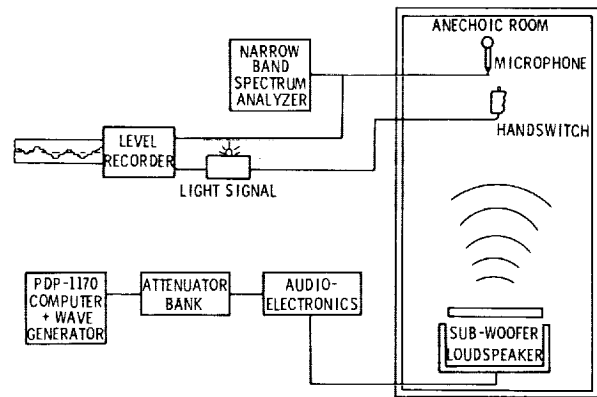 ANECHOIC ROOM
MICROPHONE
HANDSWITCH
NARROW
BAND
SPECTRUM
ANALYZER
LEVEL
RECORDER
LIGHT SIGNAL
PDP-1170
COMPUTER
+ WAVE
GENERATOR
ATTENUATOR
BANK
AUDIO-
ELECTRONICS
SUB-WOOFER
LOUDSPEAKER